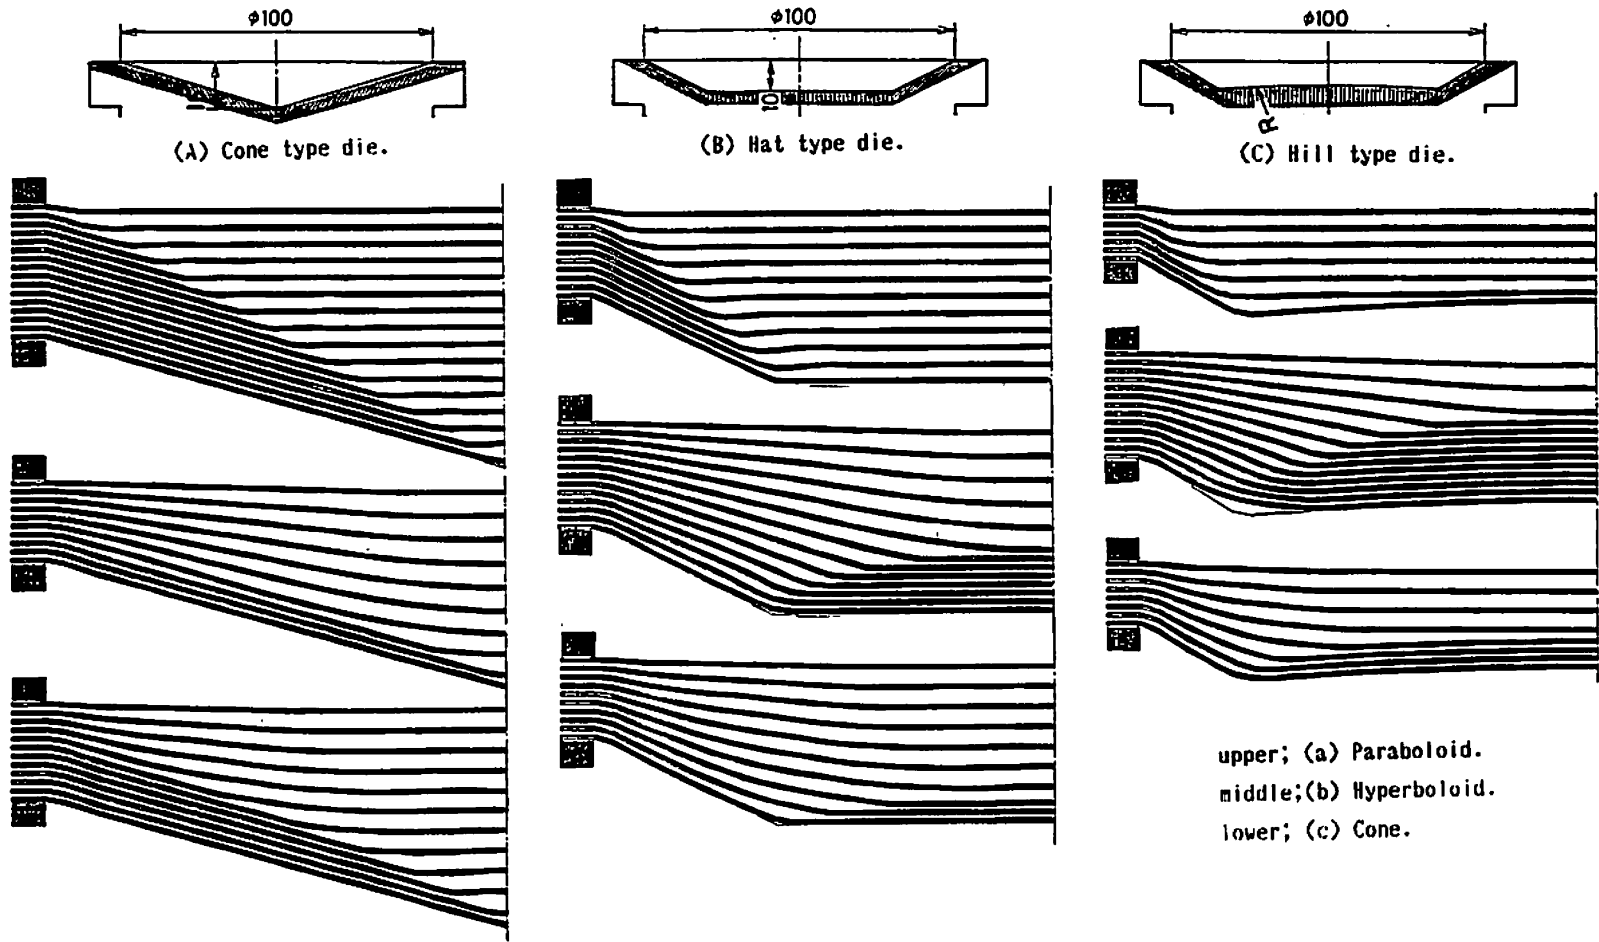 φ100
φ100
φ100
10
R
(A) Cone type die.
(B) Hat type die.
(C) Hill type die.
upper; (a) Paraboloid.
middle;(b) Hyperboloid.
lower; (c) Cone.